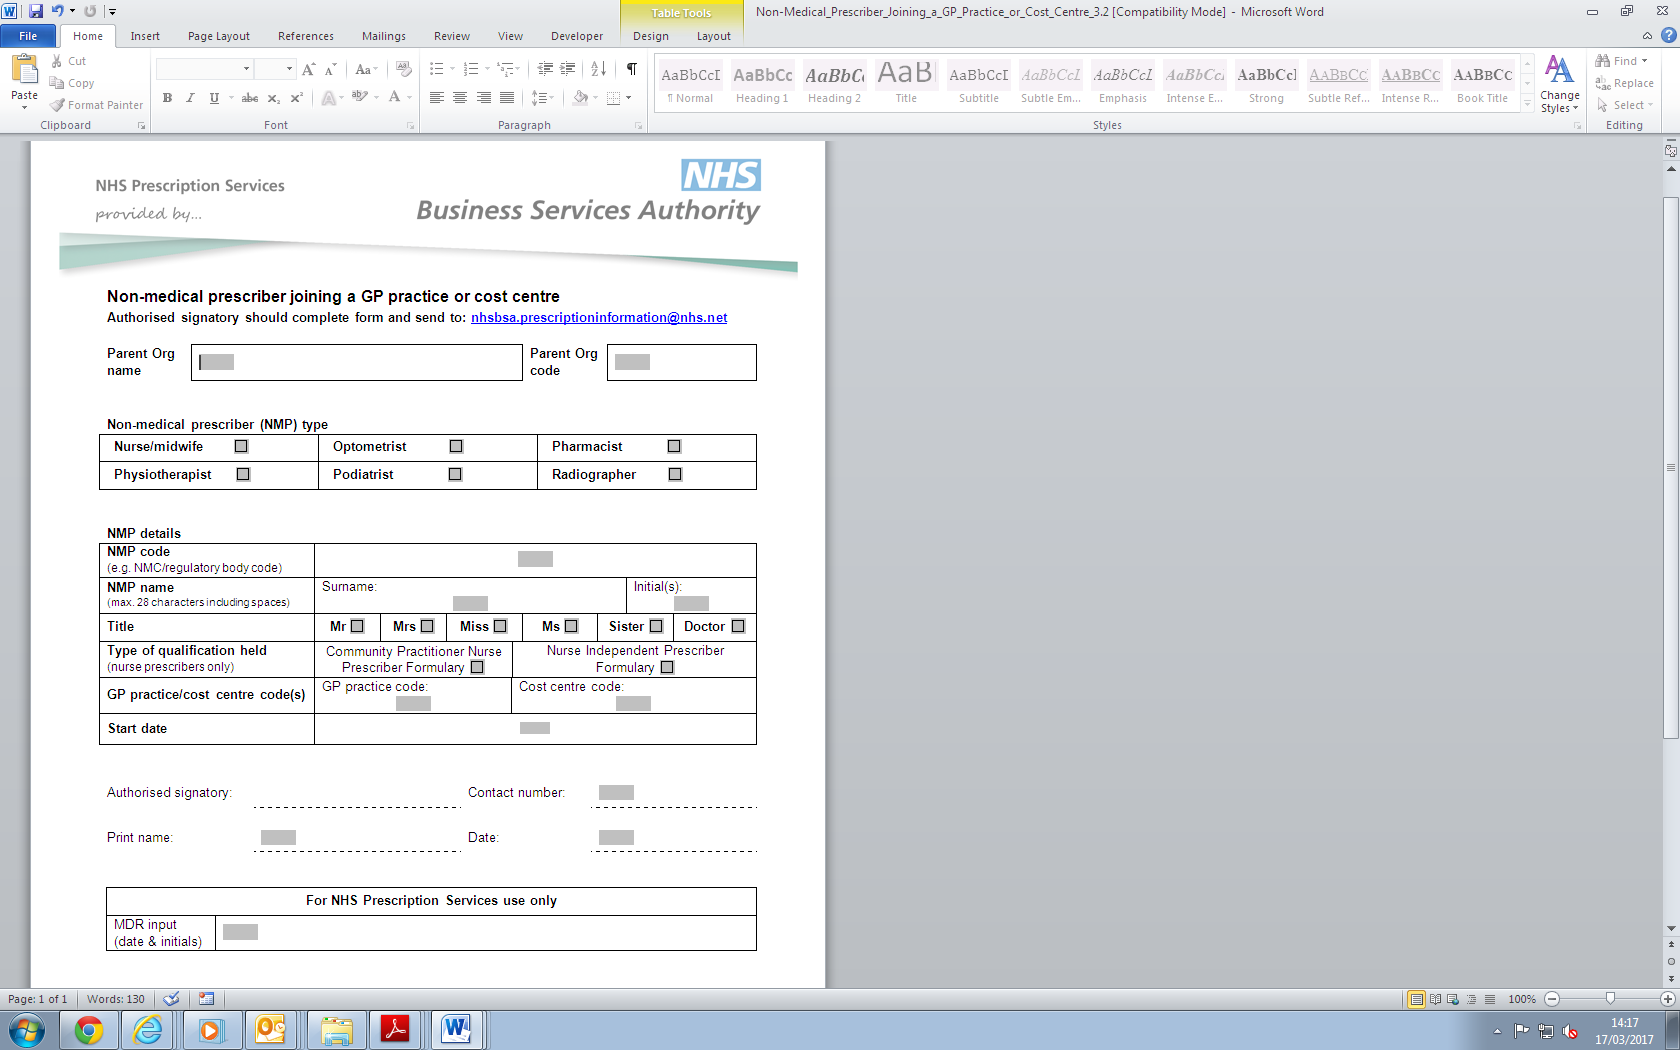 Table Tools
Non-Medical_Prescriber_Joining_a_GP_Practice_or_Cost_Centre_3.2 [Compatibility Mode] - Microsoft Word
File Home Insert Page Layout References Mailings Review View Developer Design Layout
Cut
Copy
Format Painter
Paste
Clipboard
Font
Paragraph
AaBbCcI AaBbCc AaBbC AaB AaBbCcI AaBbCcL AaBbCcL AaBbCcL AaBbCcI AaBbCc AaBbCc AaBbCc
¶ Normal Heading 1 Heading 2 Title Subtitle Subtle Em... Emphasis Intense E... Strong Subtle Ref... Intense R... Book Title
Styles
Change Styles
Find
Replace
Select
Editing
NHS Prescription Services
provided by...
NHS
Business Services Authority
Non-medical prescriber joining a GP practice or cost centre
Authorised signatory should complete form and send to: nhsbsa.prescriptioninformation@nhs.net
Parent Org name
Parent Org code
Non-medical prescriber (NMP) type
Nurse/midwife Optometrist Pharmacist
Physiotherapist Podiatrist Radiographer
NMP details
NMP code
(e.g. NMC/regulatory body code)
NMP name Surname: Initial(s):
(max. 28 characters including spaces)
Title Mr Mrs Miss Ms Sister Doctor
Type of qualification held
(nurse prescribers only)
Community Practitioner Nurse
Prescriber Formulary
Nurse Independent Prescriber
Formulary
GP practice/cost centre code(s) GP practice code: Cost centre code:
Start date
Authorised signatory: Contact number:
Print name: Date:
For NHS Prescription Services use only
MDR input
(date & initials)
Page: 1 of 1 Words: 130 100%
14:17
17/03/2017